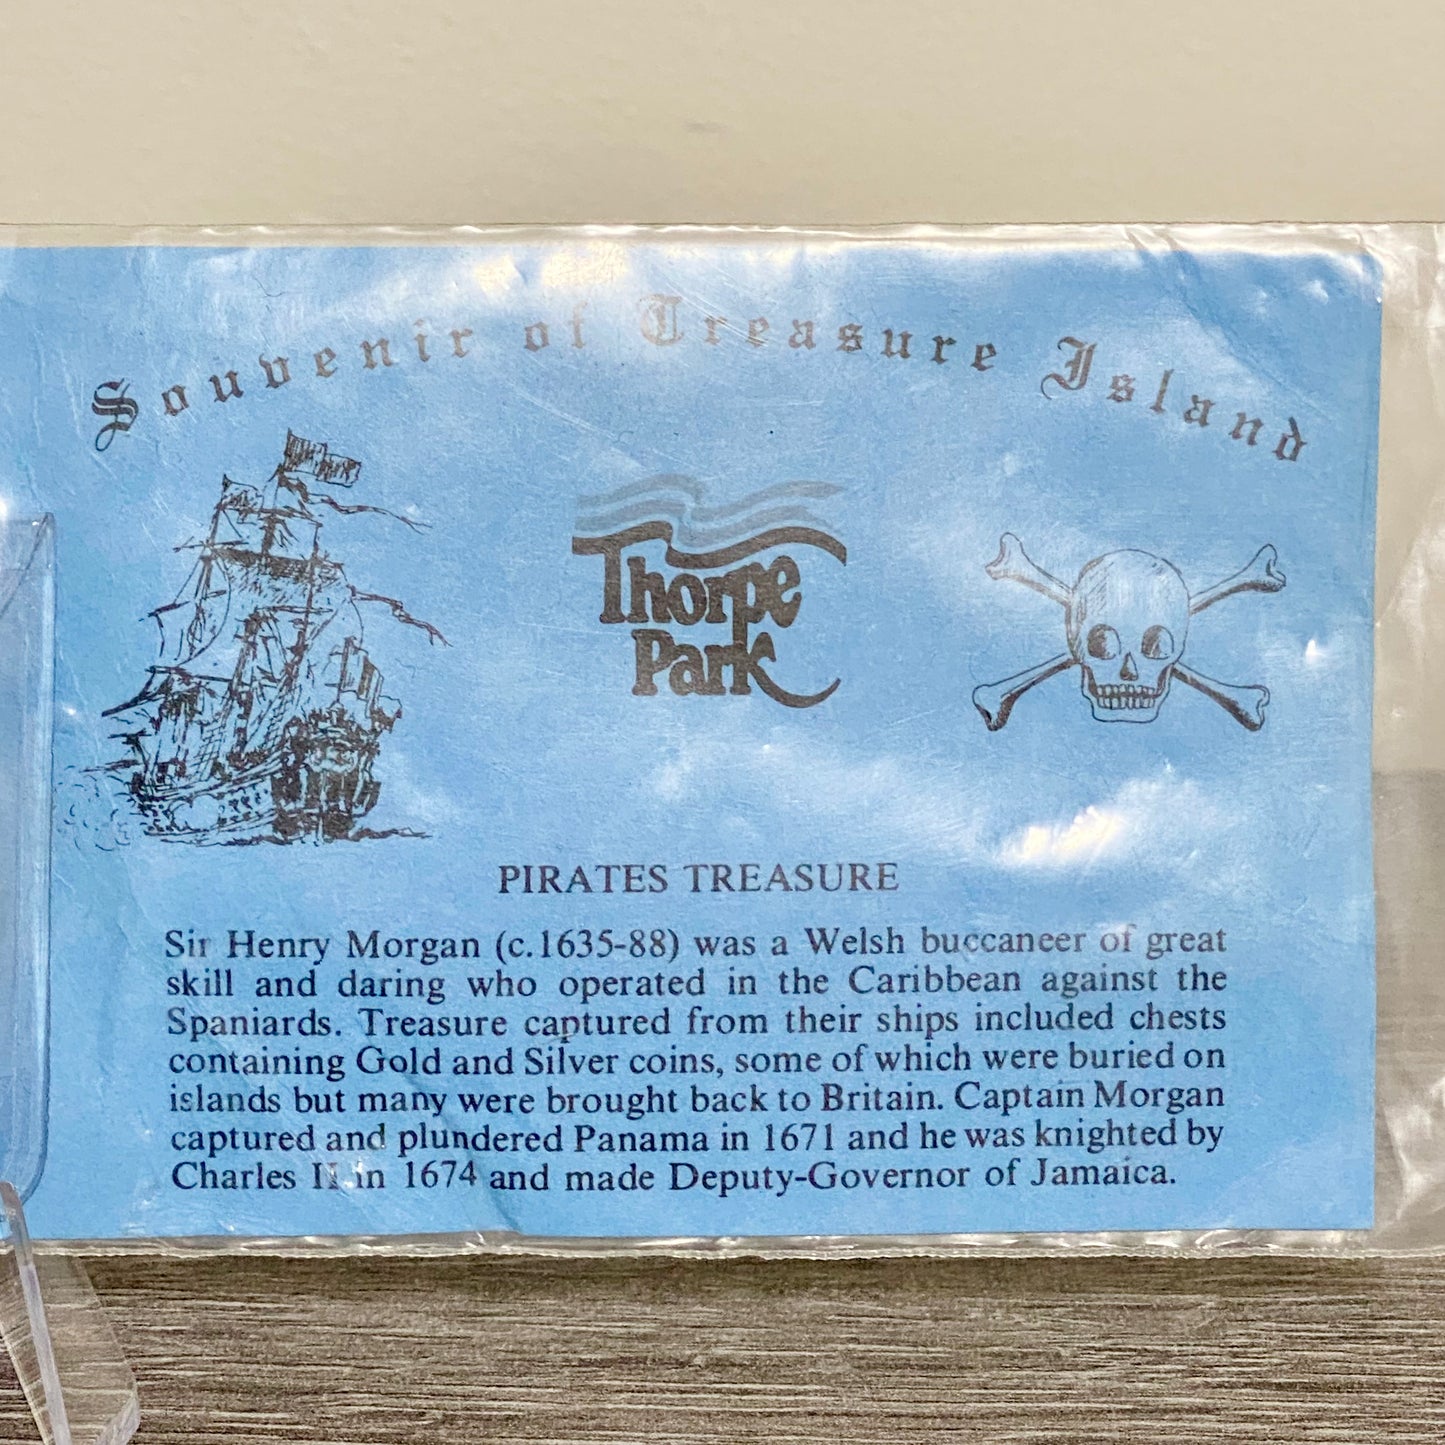 Souvenir of Treasure Island
Thorpe
Park
PIRATES TREASURE
Sir Henry Morgan (c.1635-88) was a Welsh buccaneer of great
skill and daring who operated in the Caribbean against the
Spaniards. Treasure captured from their ships included chests
containing Gold and Silver coins, some of which were buried on
islands but many were brought back to Britain. Captain Morgan
captured and plundered Panama in 1671 and he was knighted by
Charles II in 1674 and made Deputy-Governor of Jamaica.